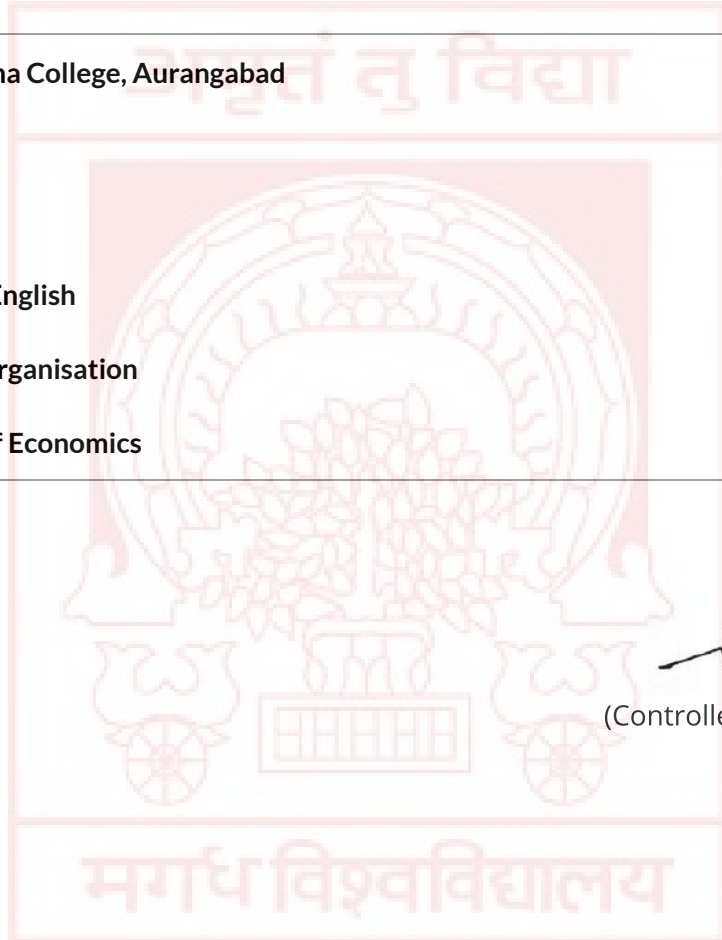 अमृतं तु विद्या
na College, Aurangabad
English
rganisation
f Economics
(Controlle
मगध विश्वविद्यालय